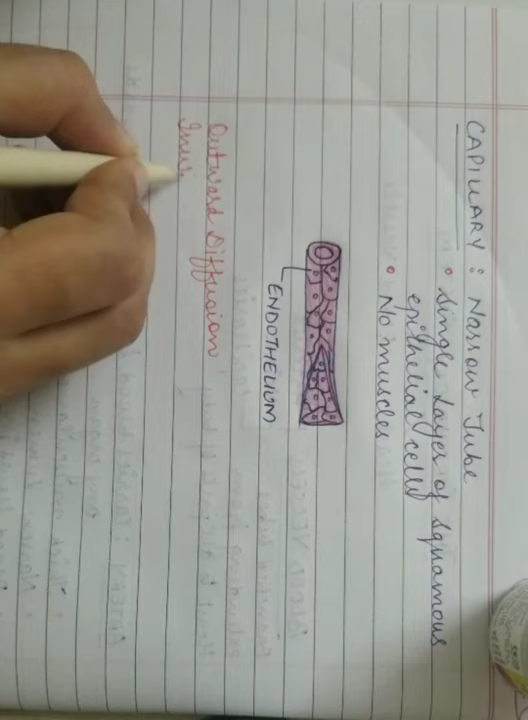 CAPILLARY : Narrow Tube
• Single Layer of squamous
epithelial cells
• No muscles
ENDOTHELIUM
Outward Diffusion